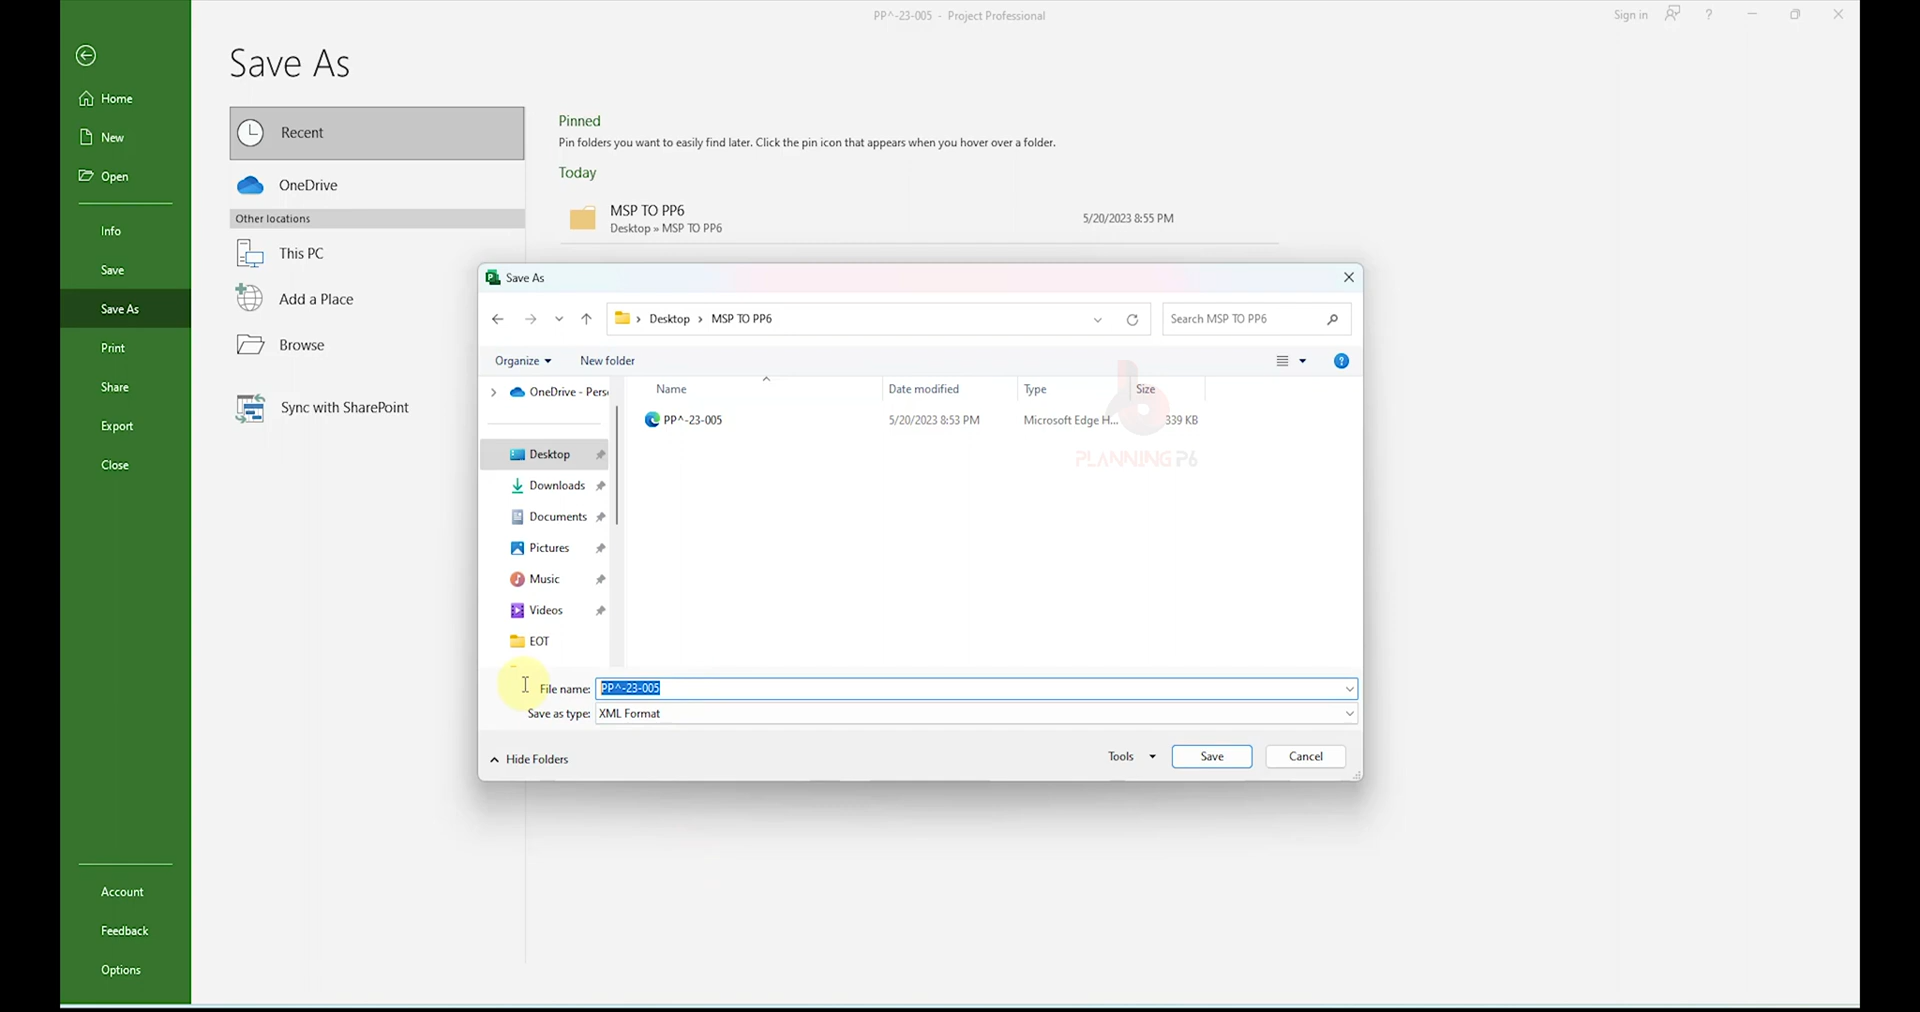 PP^-23-005 - Project Professional
Sign in
?
Save As
Home
New
Open
Info
Save
Save As
Print
Share
Export
Close
Account
Feedback
Options
Recent
OneDrive
Other locations
This PC
Add a Place
Browse
Sync with SharePoint
Pinned
Pin folders you want to easily find later. Click the pin icon that appears when you hover over a folder.
Today
MSP TO PP6
5/20/2023 8:55 PM
Desktop » MSP TO PP6
Save As
Desktop › MSP TO PP6
Search MSP TO PP6
Organize
New folder
?
OneDrive - Pers
Desktop
Downloads
Documents
Pictures
Music
Videos
EOT
Name Date modified Type Size
PP^-23-005 5/20/2023 8:53 PM Microsoft Edge H... 339 KB
PLANNING P6
File name: PP^-23-005
Save as type: XML Format
Hide Folders
Tools
Save
Cancel